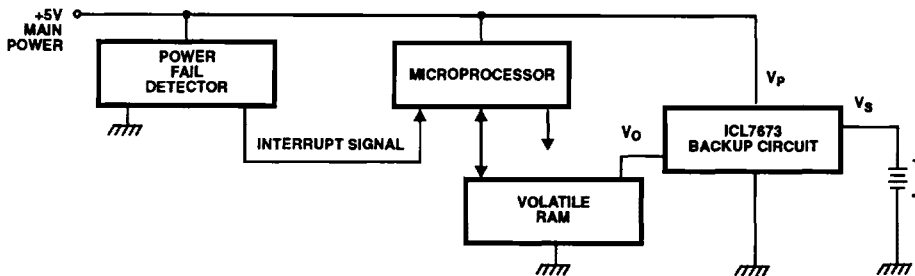 +5V
MAIN
POWER
POWER
FAIL
DETECTOR
MICROPROCESSOR
INTERRUPT SIGNAL
VOLATILE
RAM
VO
VP
VS
ICL7673
BACKUP CIRCUIT